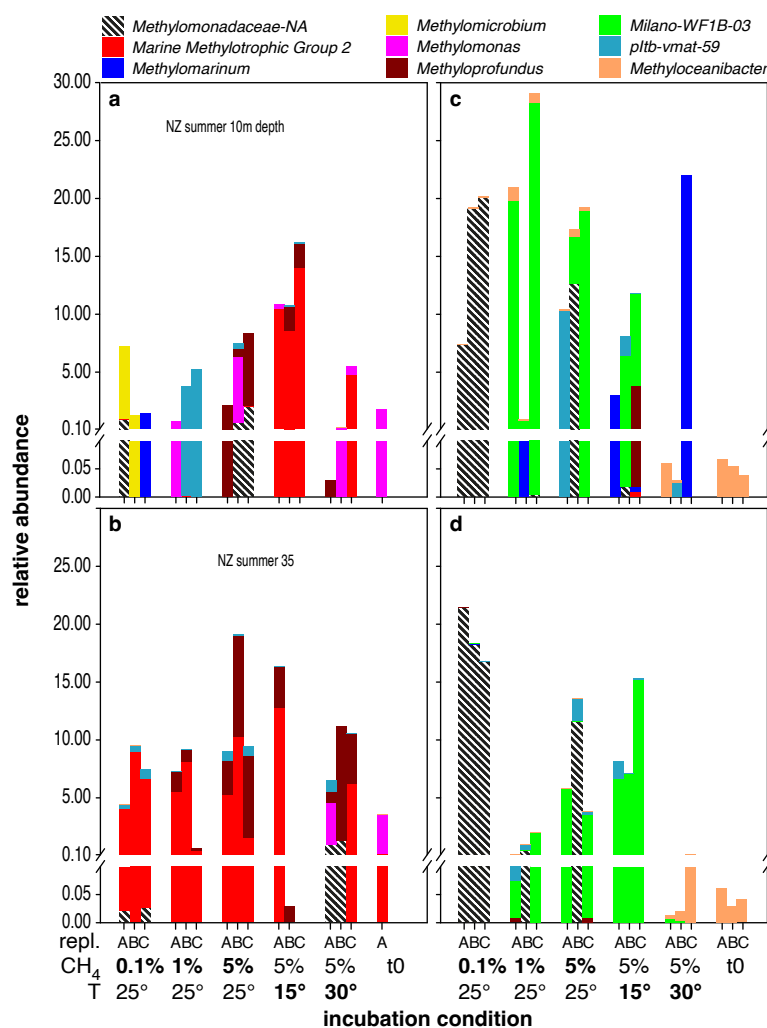 Methylomonadaceae-NA
Marine Methylotrophic Group 2
Methylomarinum
Methylomicrobium
Methylomonas
Methyloprofundus
Milano-WF1B-03
pltb-vmat-59
Methyloceanibacter
relative abundance
30.00
25.00
20.00
15.00
10.00
5.00
0.10
0.05
0.00
a
NZ summer 10m depth
c
25.00
20.00
15.00
10.00
5.00
0.10
0.05
0.00
b
NZ summer 35
d
repl. ABC ABC ABC ABC ABC A ABC ABC ABC ABC ABC ABC
CH4 0.1% 1% 5% 5% 5% t0 0.1% 1% 5% 5% 5% t0
T 25° 25° 25° 15° 30° 25° 25° 25° 15° 30°
incubation condition